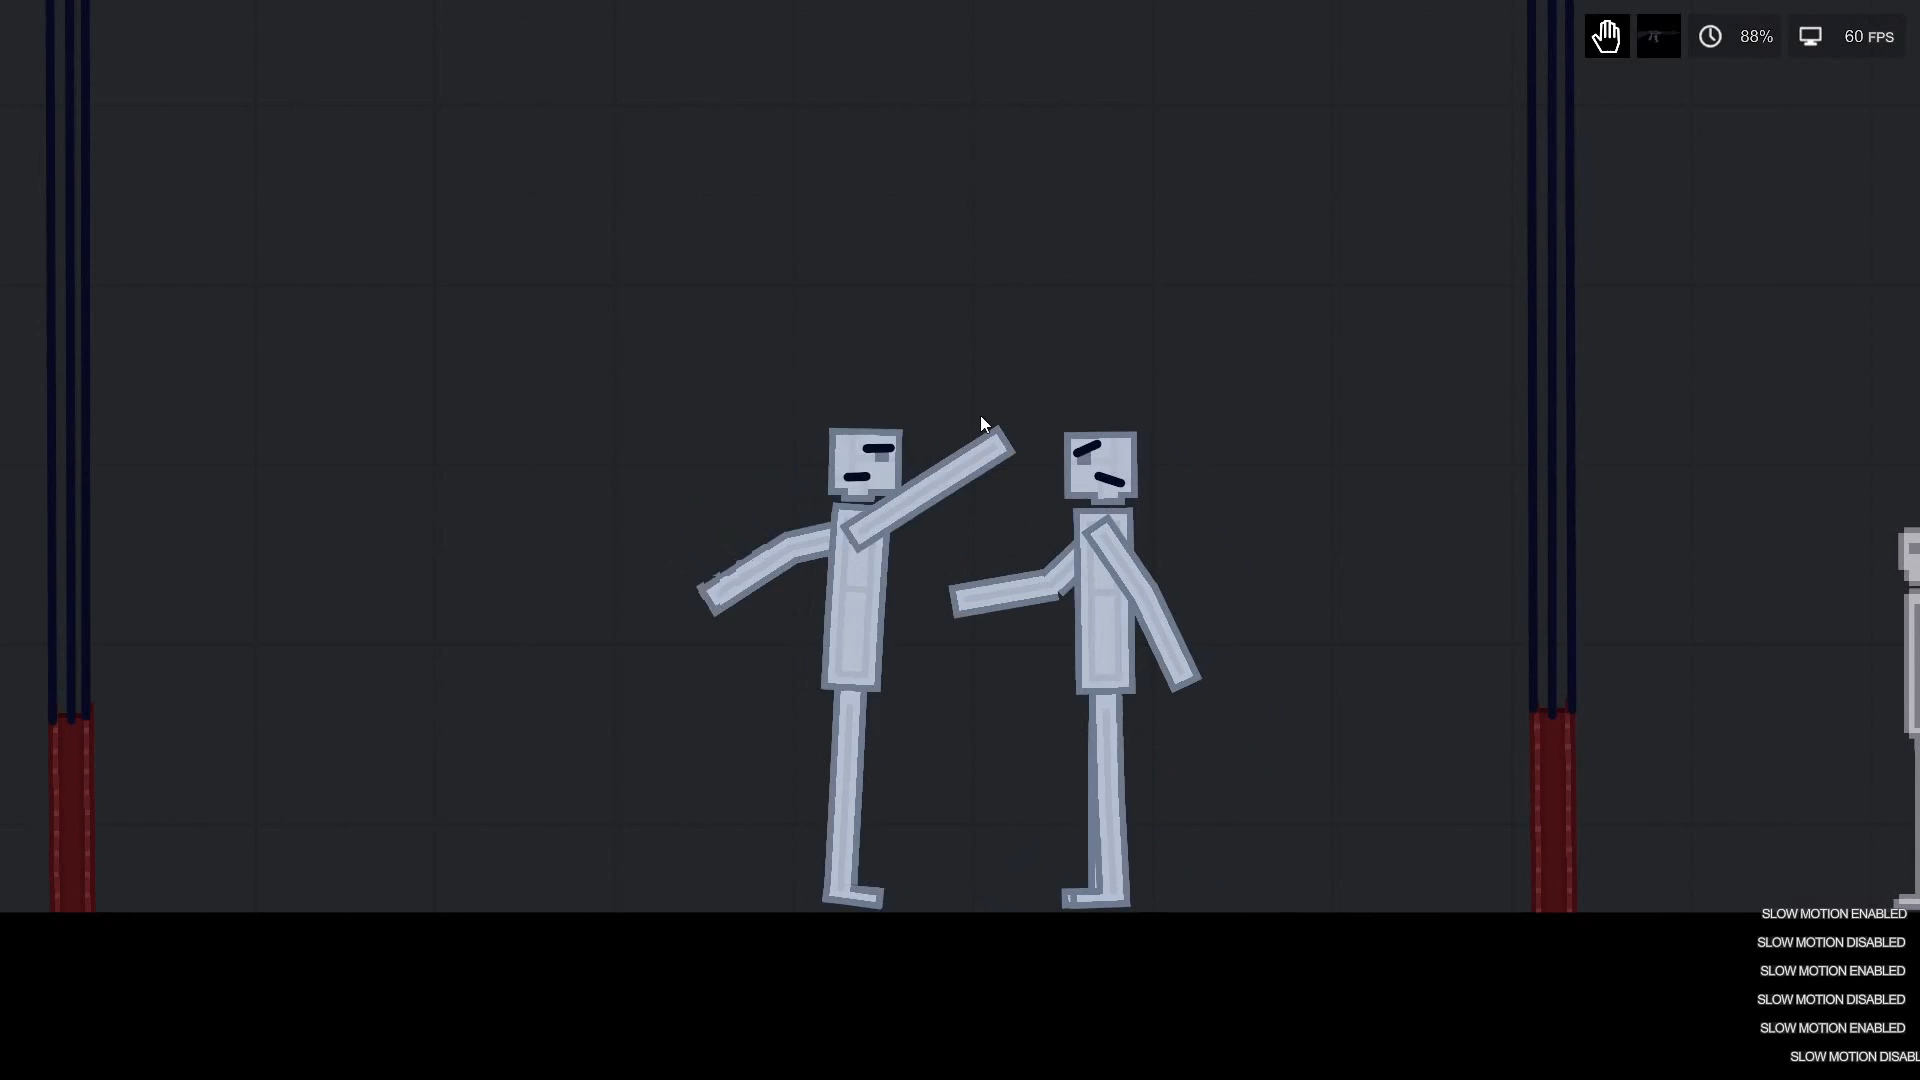 88%
60 FPS
SLOW MOTION ENABLED
SLOW MOTION DISABLED
SLOW MOTION ENABLED
SLOW MOTION DISABLED
SLOW MOTION ENABLED
SLOW MOTION DISABL